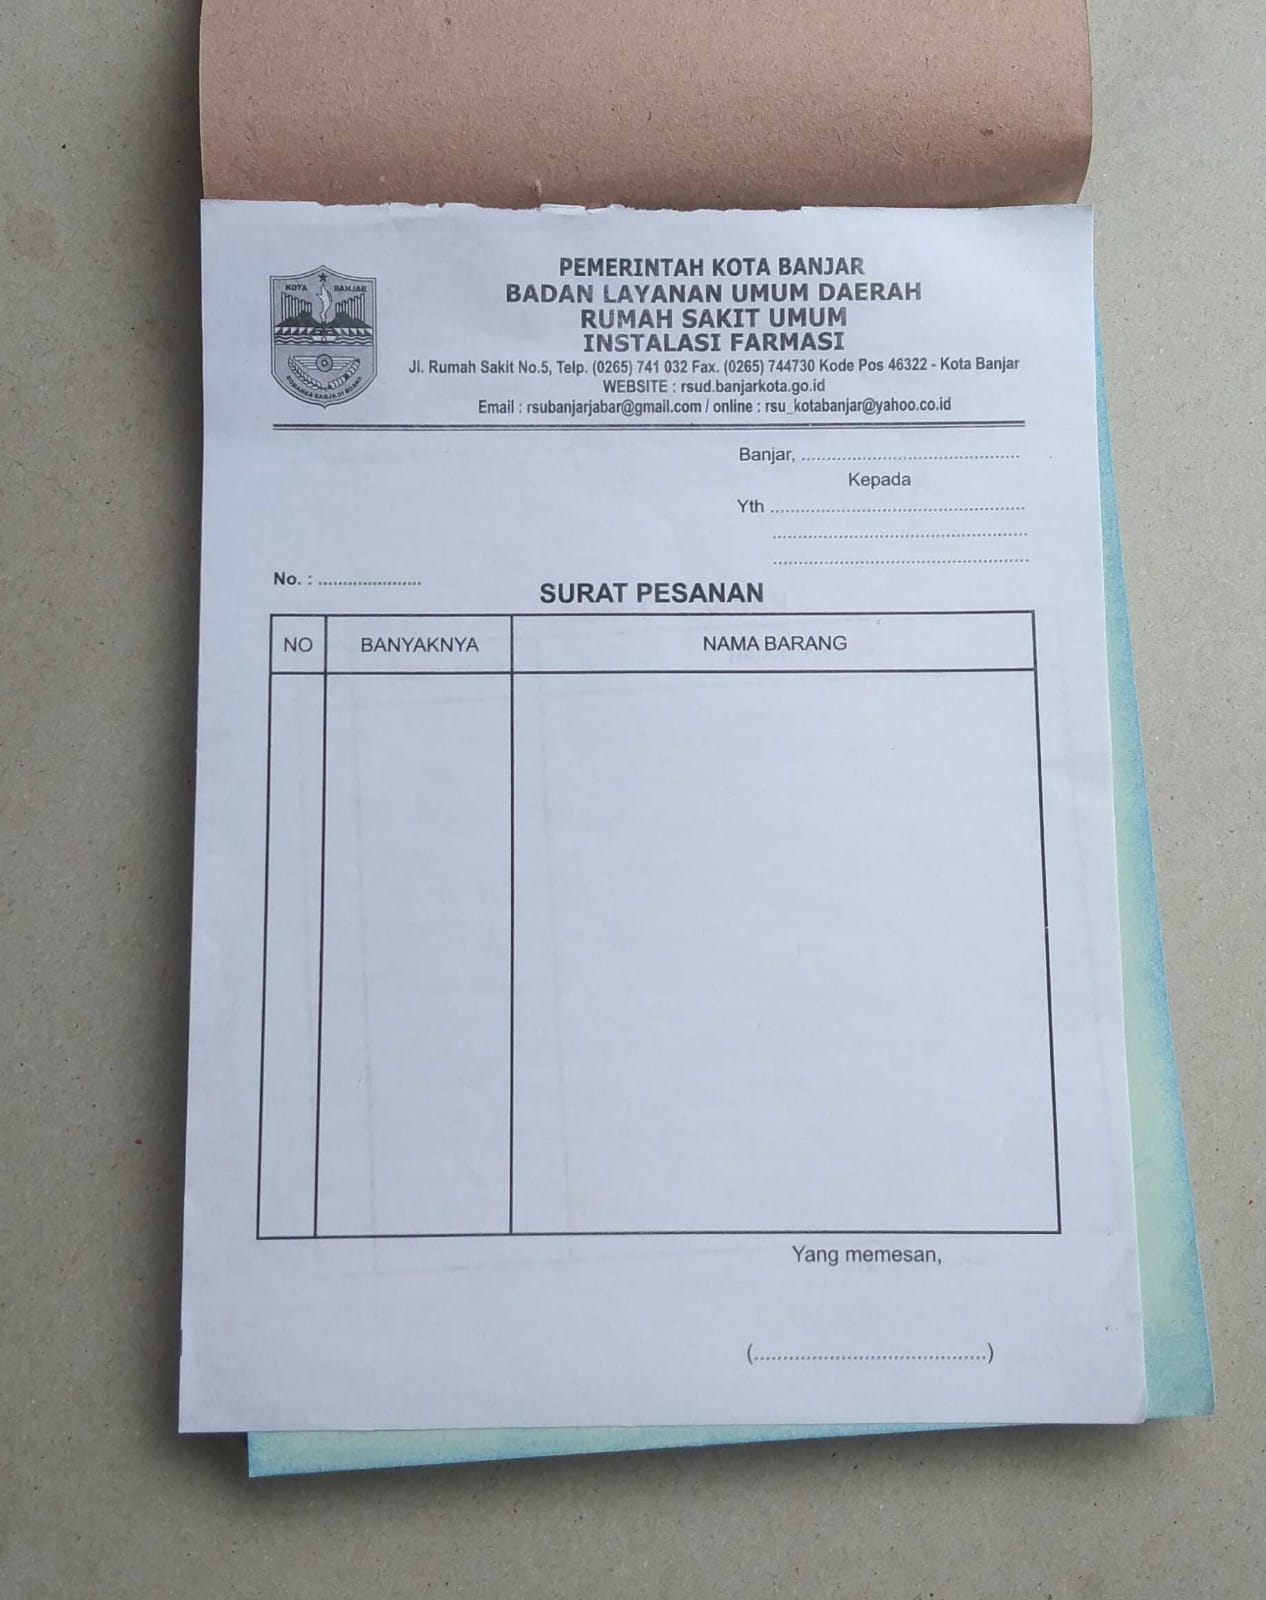 KOTA BANJAR
PEMERINTAH KOTA BANJAR
BADAN LAYANAN UMUM DAERAH
RUMAH SAKIT UMUM
INSTALASI FARMASI
Jl. Rumah Sakit No.5, Telp. (0265) 741 032 Fax. (0265) 744730 Kode Pos 46322 - Kota Banjar
WEBSITE : rsud.banjarkota.go.id
Email : rsubanjarjabar@gmail.com / online : rsu_kotabanjar@yahoo.co.id
Banjar, ..........................................
Kepada
Yth .................................................
.................................................
.................................................
No. : ......................
SURAT PESANAN
NO BANYAKNYA NAMA BARANG
Yang memesan,
(..........................................)